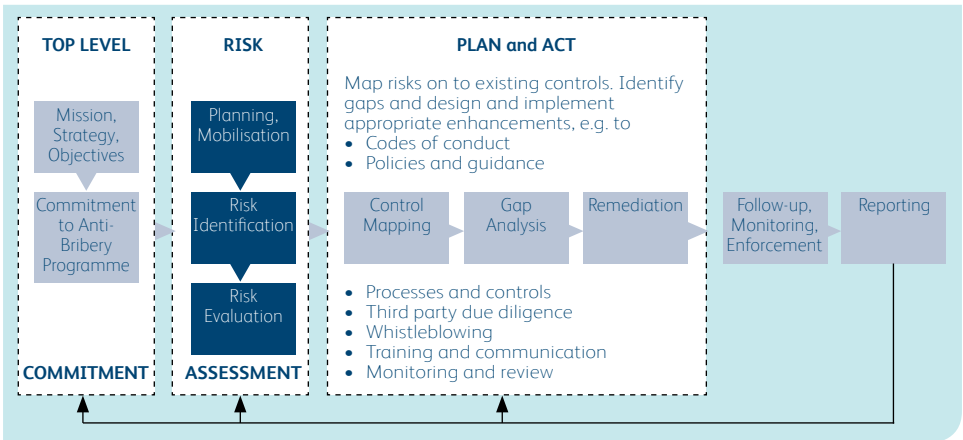 TOP LEVEL
Mission,
Strategy,
Objectives
Commitment
to Anti-
Bribery
Programme
COMMITMENT
RISK
Planning,
Mobilisation
Risk
Identification
Risk
Evaluation
ASSESSMENT
PLAN and ACT
Map risks on to existing controls. Identify
gaps and design and implement
appropriate enhancements, e.g. to
• Codes of conduct
• Policies and guidance
Control
Mapping
Gap
Analysis
Remediation
• Processes and controls
• Third party due diligence
• Whistleblowing
• Training and communication
• Monitoring and review
Follow-up,
Monitoring,
Enforcement
Reporting